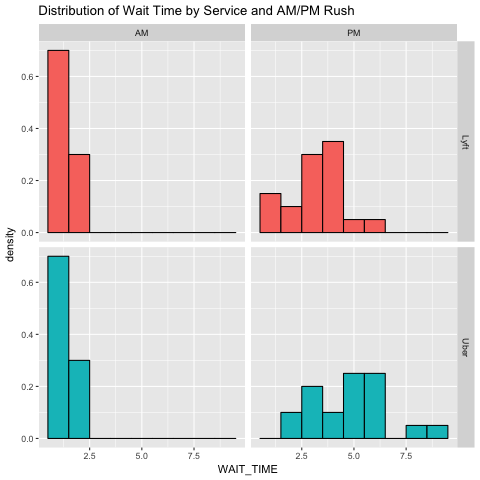 Distribution of Wait Time by Service and AM/PM Rush
AM
PM
0.6
0.4
0.2
0.0
Lyft
density
0.6
0.4
0.2
0.0
Uber
2.5
5.0
7.5
2.5
5.0
7.5
WAIT_TIME